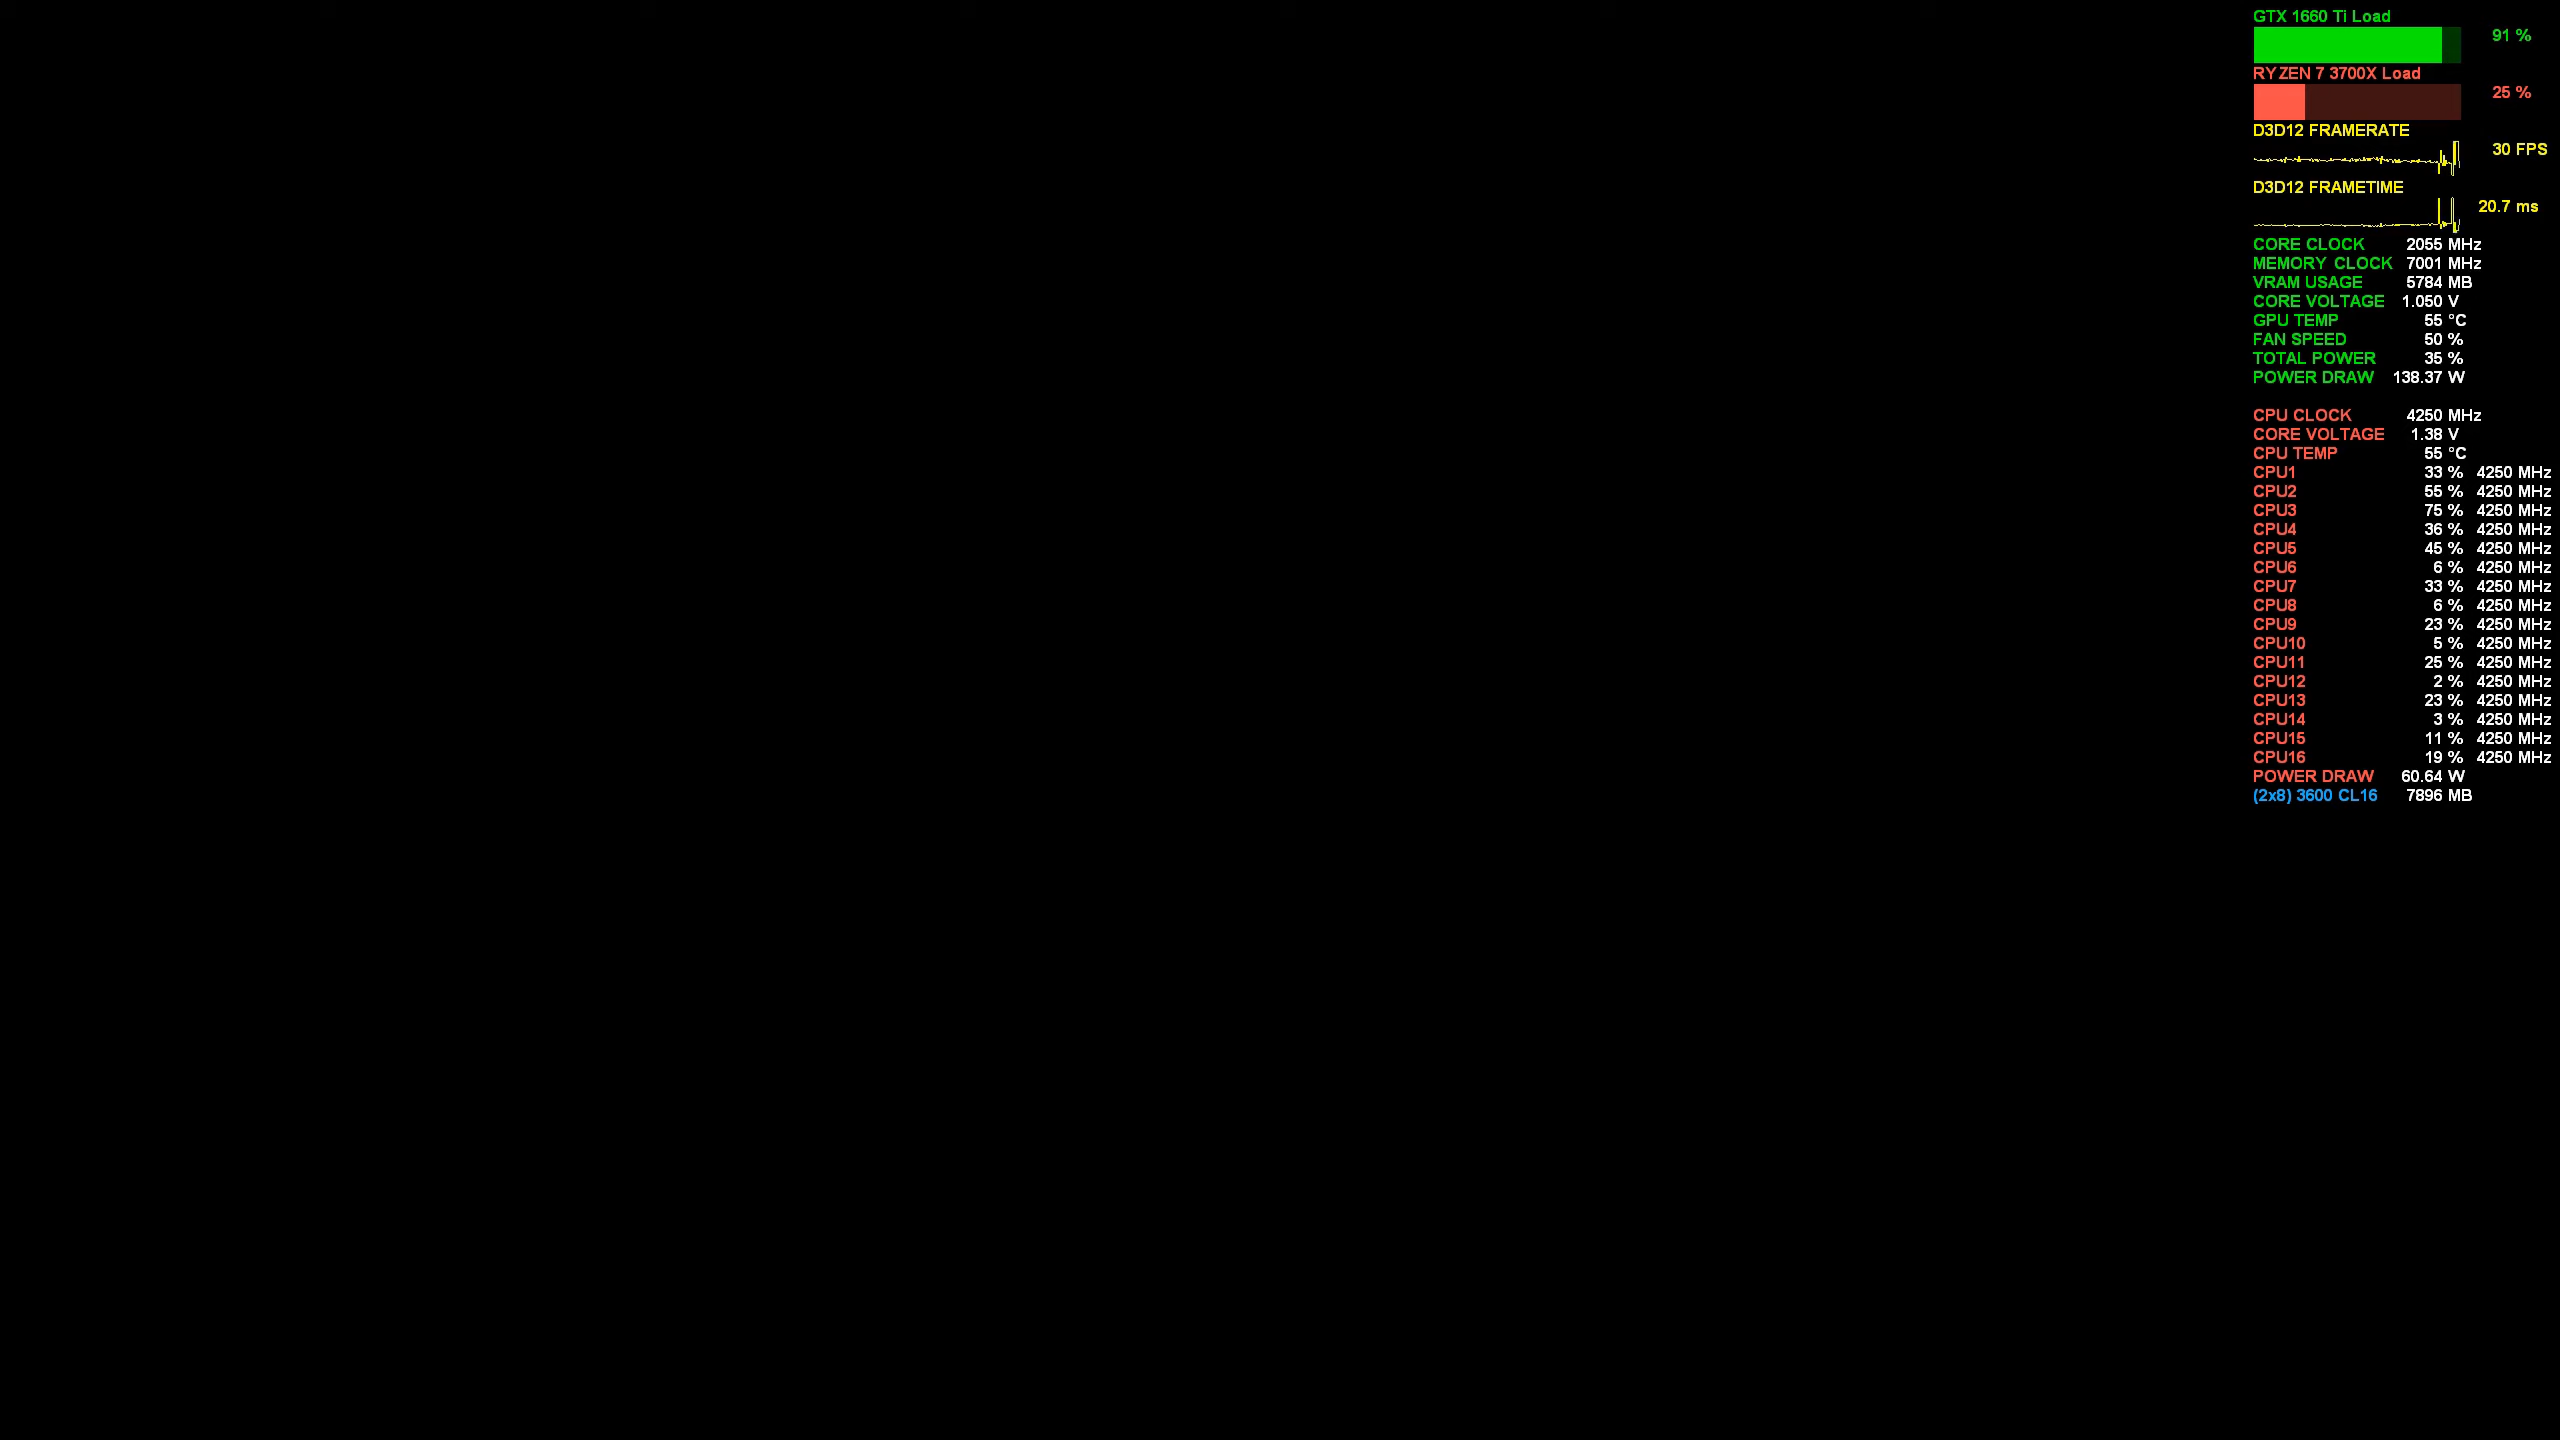 GTX 1660 Ti Load
91 %
RYZEN 7 3700X Load
25 %
D3D12 FRAMERATE
30 FPS
D3D12 FRAMETIME
20.7 ms
CORE CLOCK 2055 MHz
MEMORY CLOCK 7001 MHz
VRAM USAGE 5784 MB
CORE VOLTAGE 1.050 V
GPU TEMP 55 °C
FAN SPEED 50 %
TOTAL POWER 35 %
POWER DRAW 138.37 W
CPU CLOCK 4250 MHz
CORE VOLTAGE 1.38 V
CPU TEMP 55 °C
CPU1 33 % 4250 MHz
CPU2 55 % 4250 MHz
CPU3 75 % 4250 MHz
CPU4 36 % 4250 MHz
CPU5 45 % 4250 MHz
CPU6 6 % 4250 MHz
CPU7 33 % 4250 MHz
CPU8 6 % 4250 MHz
CPU9 23 % 4250 MHz
CPU10 5 % 4250 MHz
CPU11 25 % 4250 MHz
CPU12 2 % 4250 MHz
CPU13 23 % 4250 MHz
CPU14 3 % 4250 MHz
CPU15 11 % 4250 MHz
CPU16 19 % 4250 MHz
POWER DRAW 60.64 W
(2x8) 3600 CL16 7896 MB